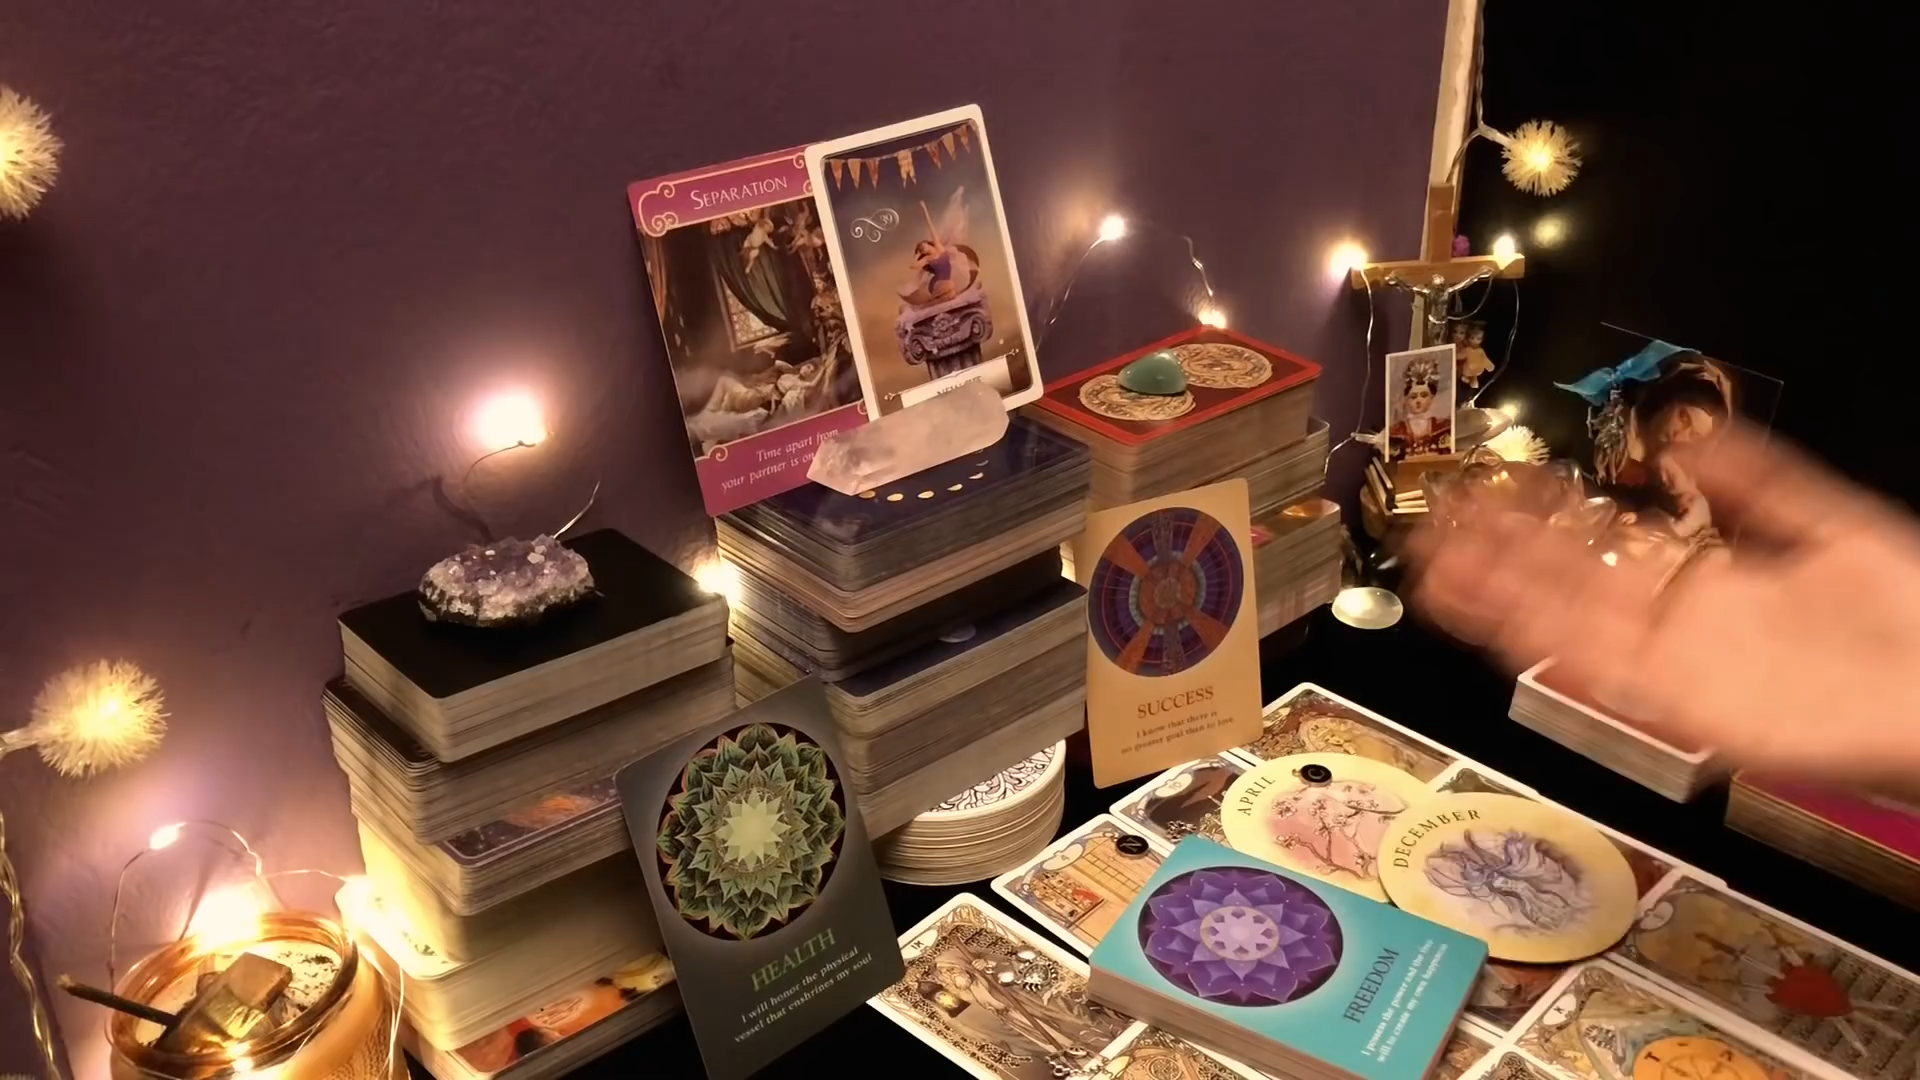 SEPARATION
39
Time apart from
your partner is on
SUCCESS
I know that there is
no greater goal than to love
HEALTH
I will honor the physical
vessel that enshrines my soul
APRIL
DECEMBER
FREEDOM
I possess the power and the free
will to create my own happiness
N